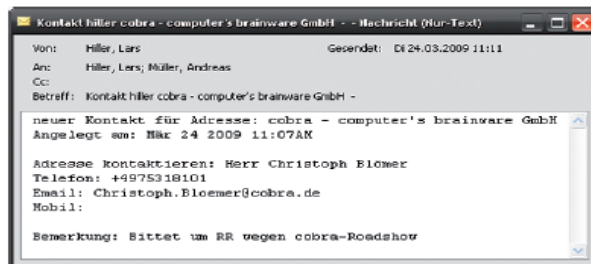 Kontakt hiller cobra - computer's brainware GmbH - - Nachricht (Nur-Text)
Von: Hiller, Lars Gesendet: Di 24.03.2009 11:11
An: Hiller, Lars; Müller, Andreas
Cc:
Betreff: Kontakt hiller cobra - computer's brainware GmbH -
neuer Kontakt für Adresse: cobra - computer's brainware GmbH
Angelegt am: Mär 24 2009 11:07AM
Adresse kontaktieren: Herr Christoph Blömer
Telefon: +4975318101
Email: Christoph.Bloemer@cobra.de
Mobil:
Bemerkung: Bittet um RR wegen cobra-Roadshow